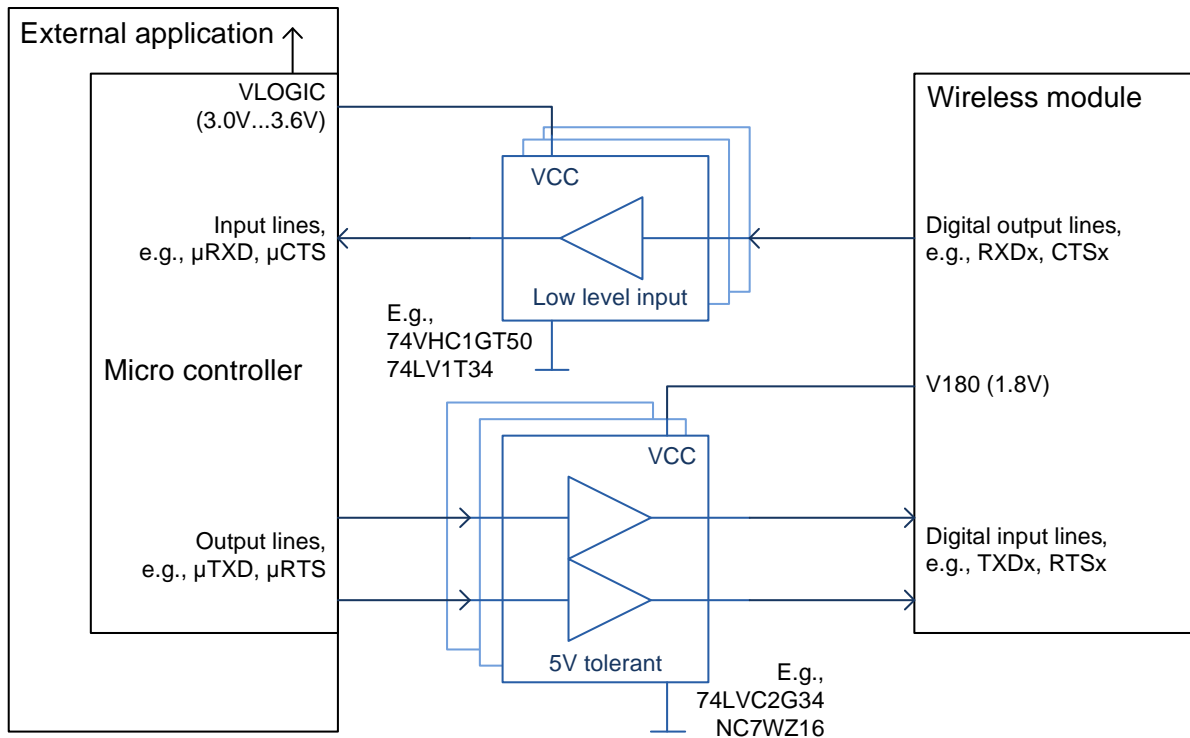 External application
VLOGIC
(3.0V...3.6V)
Wireless module
VCC
Input lines,
e.g., µRXD, µCTS
Digital output lines,
e.g., RXDx, CTSx
Low level input
E.g.,
74VHC1GT50
74LV1T34
Micro controller
V180 (1.8V)
VCC
Output lines,
e.g., µTXD, µRTS
Digital input lines,
e.g., TXDx, RTSx
5V tolerant
E.g.,
74LVC2G34
NC7WZ16